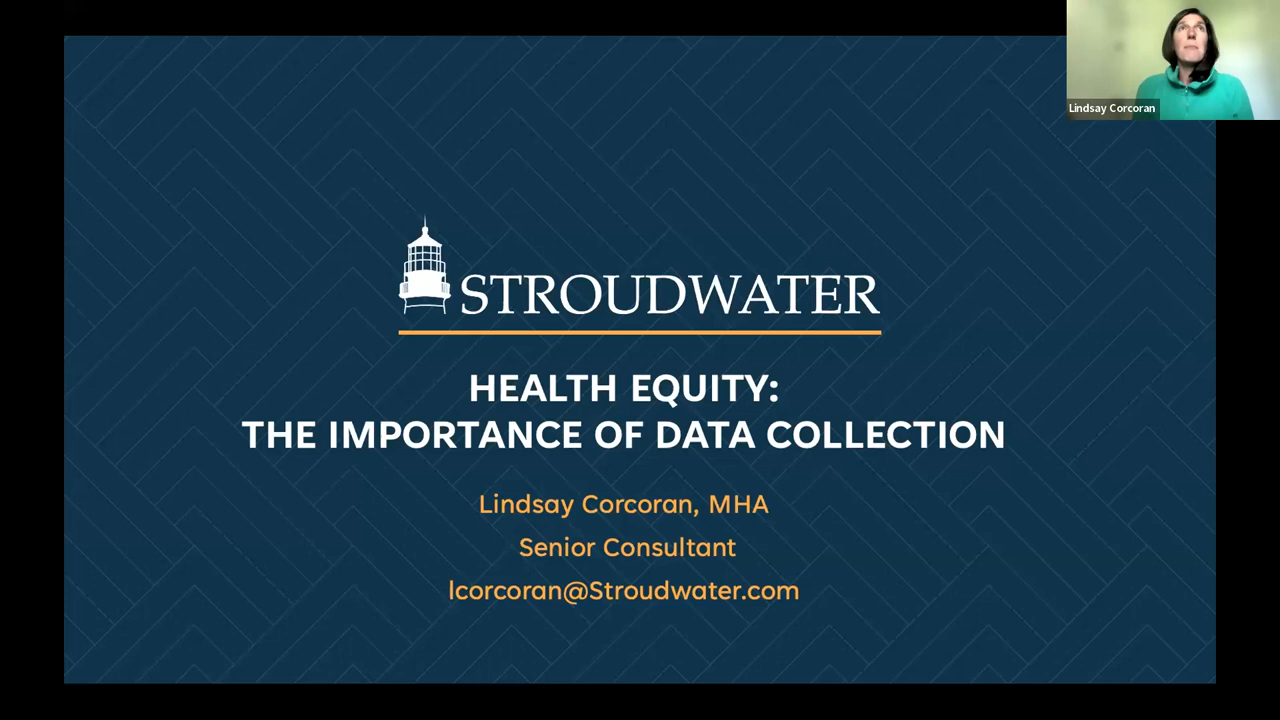 Lindsay Corcoran
STROUDWATER
HEALTH EQUITY:
THE IMPORTANCE OF DATA COLLECTION
Lindsay Corcoran, MHA
Senior Consultant
lcorcoran@Stroudwater.com